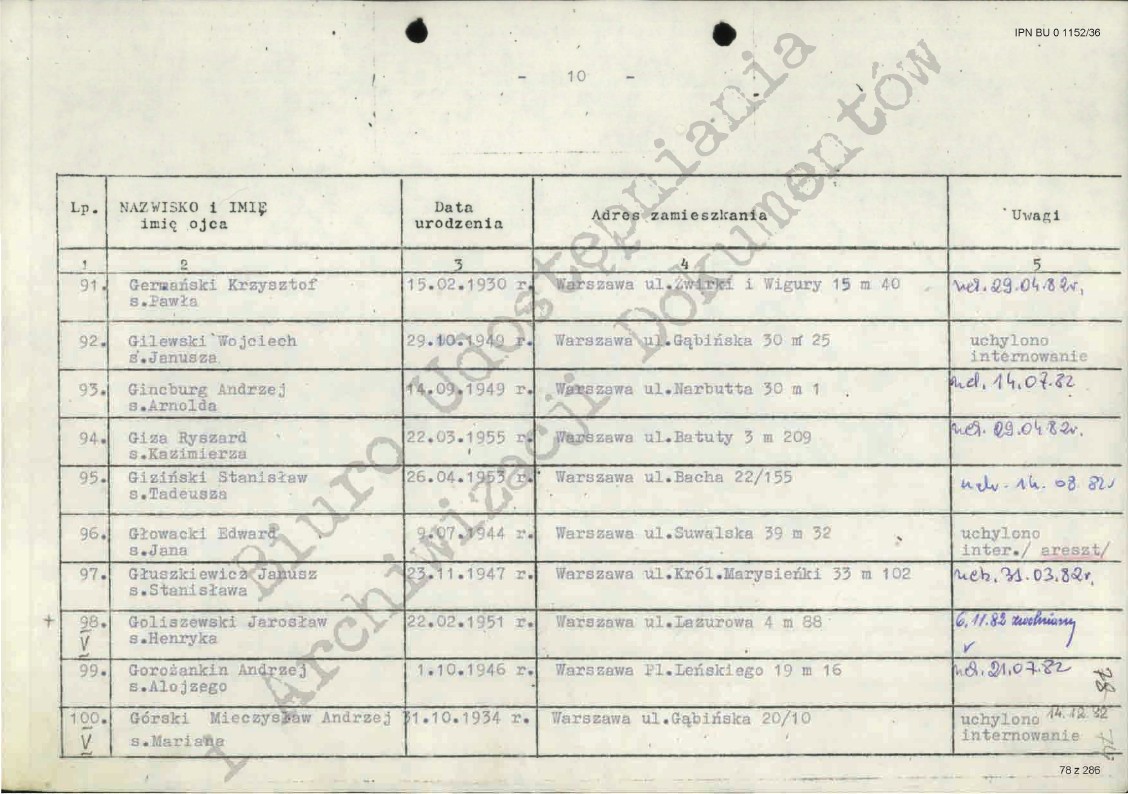 IPN BU 0 1152/36
- 10 -
Lp. NAZWISKO i IMIĘ imię ojca Data urodzenia Adres zamieszkania Uwagi
1 2 3 4 5
91. Germański Krzysztof 15.02.1930 r. Warszawa ul.Żwirki i Wigury 15 m 40 29.04.82r.
s.Pawła
92. Gilewski Wojciech 29.10.1949 r. Warszawa ul.Gąbińska 30 m 25 uchylono
s.Janusza internowanie
93. Gincburg Andrzej 14.09.1949 r. Warszawa ul.Narbutta 30 m 1 14.07.82
s.Arnolda
94. Giza Ryszard 22.03.1955 r. Warszawa ul.Batuty 3 m 209 29.04.82r.
s.Kazimierza
95. Giziński Stanisław 26.04.1953 r. Warszawa ul.Bacha 22/155 82r
s.Tadeusza
96. Głowacki Edward 9.07.1944 r. Warszawa ul.Suwalska 39 m 32 uchylono
s.Jana inter./ areszt/
97. Głuszkiewicz Janusz 23.11.1947 r. Warszawa ul.Król.Marysieńki 33 m 102 31.03.82r.
s.Stanisława
+ 98. Goliszewski Jarosław 22.02.1951 r. Warszawa ul.Lazurowa 4 m 88 6.11.82 zwolniony
V s.Henryka v
99. Gorożankin Andrzej 1.10.1946 r. Warszawa Pl.Leńskiego 19 m 16 21.07.82
s.Alojzego
78
100. Górski Mieczysław Andrzej 31.10.1934 r. Warszawa ul.Gąbińska 20/10 uchylono 14.12.82
V s.Mariana internowanie
78 z 286
Biuro Udostępniania
i Archiwizacji Dokumentów